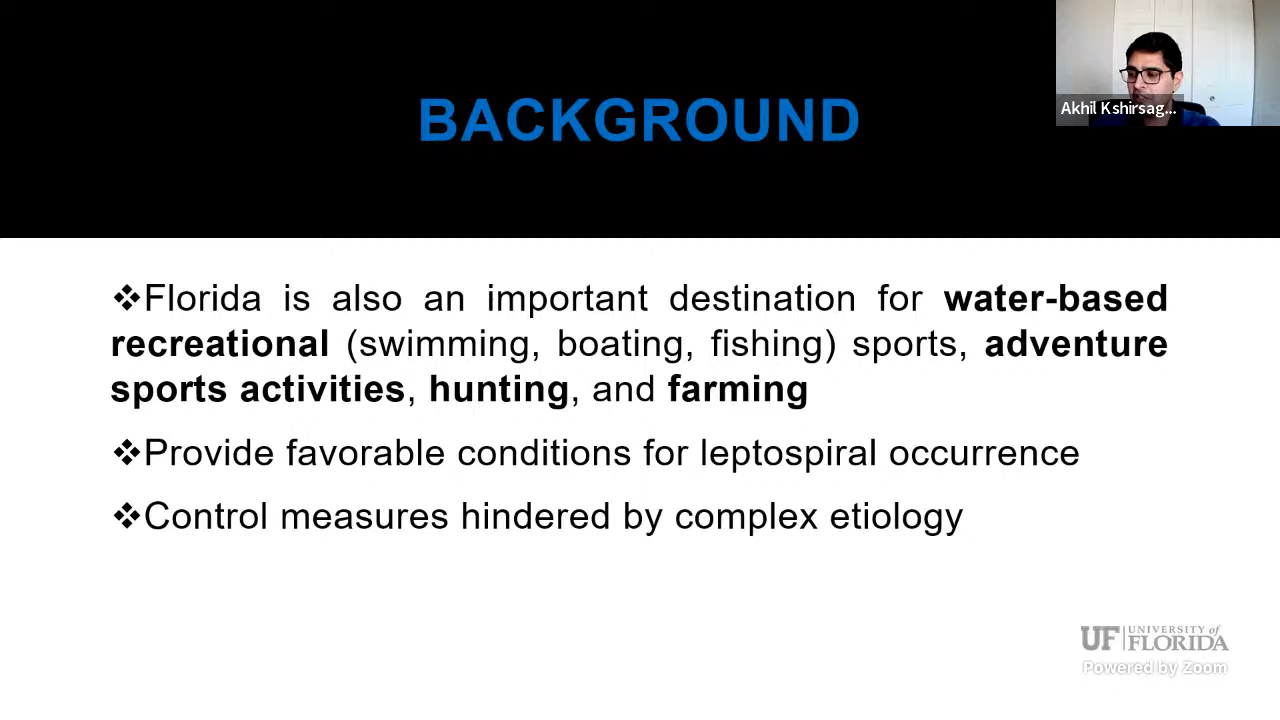 BACKGROUND
Akhil Kshirsag...
❖Florida is also an important destination for water-based
recreational (swimming, boating, fishing) sports, adventure
sports activities, hunting, and farming
❖Provide favorable conditions for leptospiral occurrence
❖Control measures hindered by complex etiology
UF UNIVERSITY of
FLORIDA
Powered by Zoom